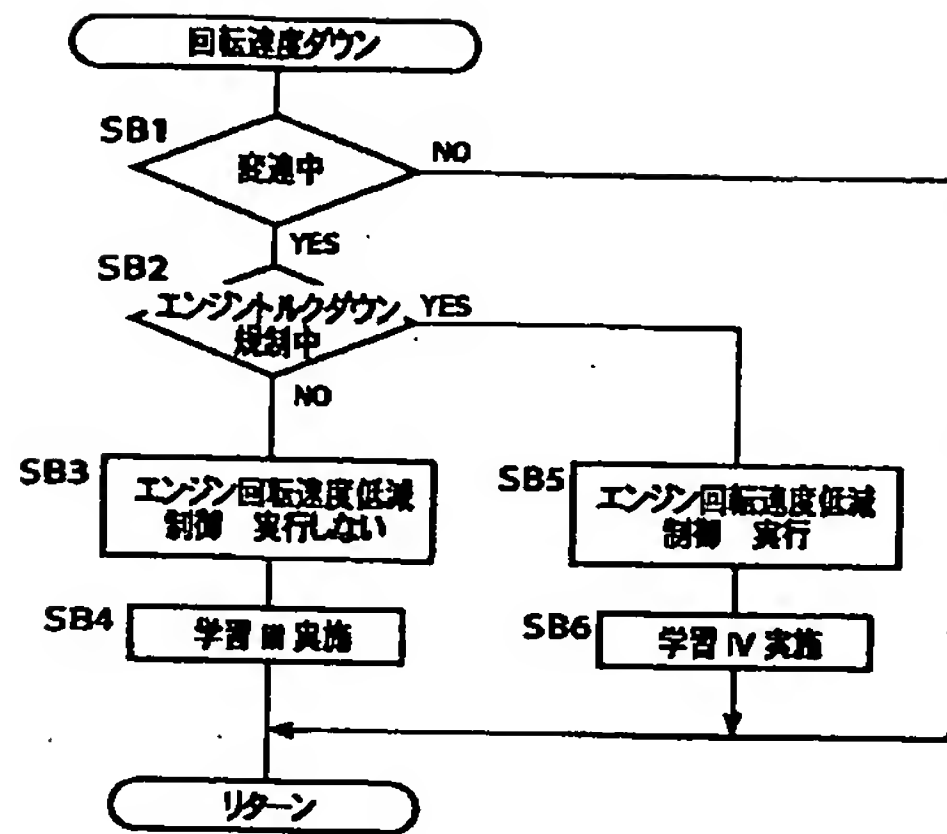 回転速度ダウン
SB1
変速中
NO
YES
SB2
エンジントルクダウン
規制中
YES
NO
SB3
エンジン回転速度低減
制御 実行しない
SB5
エンジン回転速度低減
制御 実行
SB4
学習 III 実施
SB6
学習 IV 実施
リターン